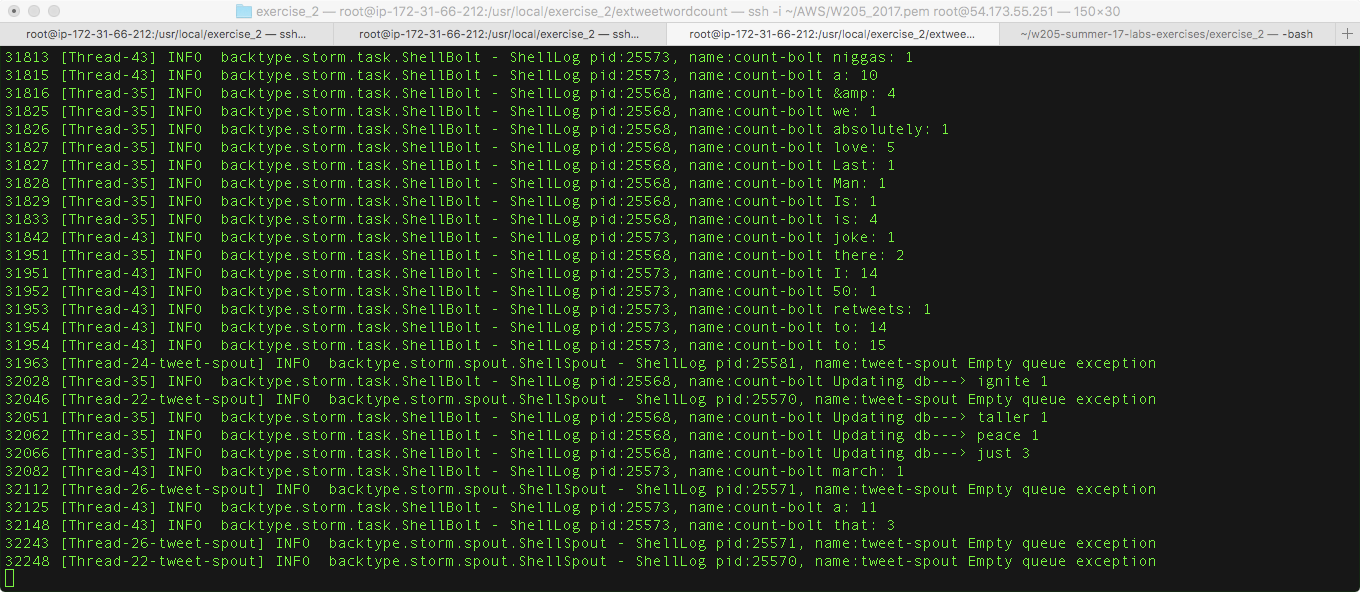 exercise_2 — root@ip-172-31-66-212:/usr/local/exercise_2/extweetwordcount — ssh -i ~/AWS/W205_2017.pem root@54.173.55.251 — 150×30
root@ip-172-31-66-212:/usr/local/exercise_2 — ssh... root@ip-172-31-66-212:/usr/local/exercise_2 — ssh... root@ip-172-31-66-212:/usr/local/exercise_2/extwee... ~/w205-summer-17-labs-exercises/exercise_2 — -bash +
31813 [Thread-43] INFO  backtype.storm.task.ShellBolt - ShellLog pid:25573, name:count-bolt niggas: 1
31815 [Thread-43] INFO  backtype.storm.task.ShellBolt - ShellLog pid:25573, name:count-bolt a: 10
31816 [Thread-35] INFO  backtype.storm.task.ShellBolt - ShellLog pid:25568, name:count-bolt &amp: 4
31825 [Thread-35] INFO  backtype.storm.task.ShellBolt - ShellLog pid:25568, name:count-bolt we: 1
31826 [Thread-35] INFO  backtype.storm.task.ShellBolt - ShellLog pid:25568, name:count-bolt absolutely: 1
31827 [Thread-35] INFO  backtype.storm.task.ShellBolt - ShellLog pid:25568, name:count-bolt love: 5
31827 [Thread-35] INFO  backtype.storm.task.ShellBolt - ShellLog pid:25568, name:count-bolt Last: 1
31828 [Thread-35] INFO  backtype.storm.task.ShellBolt - ShellLog pid:25568, name:count-bolt Man: 1
31829 [Thread-35] INFO  backtype.storm.task.ShellBolt - ShellLog pid:25568, name:count-bolt Is: 1
31833 [Thread-35] INFO  backtype.storm.task.ShellBolt - ShellLog pid:25568, name:count-bolt is: 4
31842 [Thread-43] INFO  backtype.storm.task.ShellBolt - ShellLog pid:25573, name:count-bolt joke: 1
31951 [Thread-35] INFO  backtype.storm.task.ShellBolt - ShellLog pid:25568, name:count-bolt there: 2
31951 [Thread-43] INFO  backtype.storm.task.ShellBolt - ShellLog pid:25573, name:count-bolt I: 14
31952 [Thread-43] INFO  backtype.storm.task.ShellBolt - ShellLog pid:25573, name:count-bolt 50: 1
31953 [Thread-43] INFO  backtype.storm.task.ShellBolt - ShellLog pid:25573, name:count-bolt retweets: 1
31954 [Thread-43] INFO  backtype.storm.task.ShellBolt - ShellLog pid:25573, name:count-bolt to: 14
31954 [Thread-43] INFO  backtype.storm.task.ShellBolt - ShellLog pid:25573, name:count-bolt to: 15
31963 [Thread-24-tweet-spout] INFO  backtype.storm.spout.ShellSpout - ShellLog pid:25581, name:tweet-spout Empty queue exception
32028 [Thread-35] INFO  backtype.storm.task.ShellBolt - ShellLog pid:25568, name:count-bolt Updating db---> ignite 1
32046 [Thread-22-tweet-spout] INFO  backtype.storm.spout.ShellSpout - ShellLog pid:25570, name:tweet-spout Empty queue exception
32051 [Thread-35] INFO  backtype.storm.task.ShellBolt - ShellLog pid:25568, name:count-bolt Updating db---> taller 1
32062 [Thread-35] INFO  backtype.storm.task.ShellBolt - ShellLog pid:25568, name:count-bolt Updating db---> peace 1
32066 [Thread-35] INFO  backtype.storm.task.ShellBolt - ShellLog pid:25568, name:count-bolt Updating db---> just 3
32082 [Thread-43] INFO  backtype.storm.task.ShellBolt - ShellLog pid:25573, name:count-bolt march: 1
32112 [Thread-26-tweet-spout] INFO  backtype.storm.spout.ShellSpout - ShellLog pid:25571, name:tweet-spout Empty queue exception
32125 [Thread-43] INFO  backtype.storm.task.ShellBolt - ShellLog pid:25573, name:count-bolt a: 11
32148 [Thread-43] INFO  backtype.storm.task.ShellBolt - ShellLog pid:25573, name:count-bolt that: 3
32243 [Thread-26-tweet-spout] INFO  backtype.storm.spout.ShellSpout - ShellLog pid:25571, name:tweet-spout Empty queue exception
32248 [Thread-22-tweet-spout] INFO  backtype.storm.spout.ShellSpout - ShellLog pid:25570, name:tweet-spout Empty queue exception